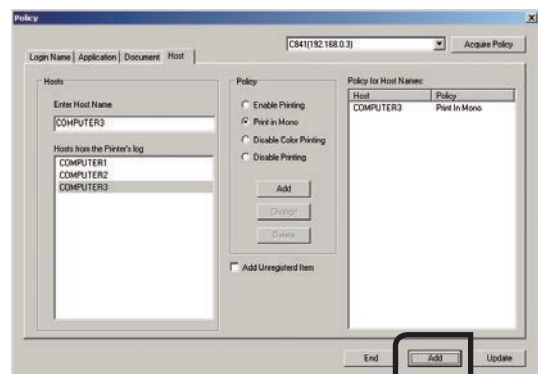 Policy
C841(192.168.0.3)
Acquire Policy
Login Name
Application
Document
Host
Hosts
Enter Host Name
COMPUTER3
Hosts from the Printer's log
COMPUTER1
COMPUTER2
COMPUTER3
Policy
Enable Printing
Print in Mono
Disable Color Printing
Disable Printing
Add
Change
Delete
Add Unregisterd Item
Policy for Host Names:
Host Policy
COMPUTER3 Print In Mono
End
Add
Update